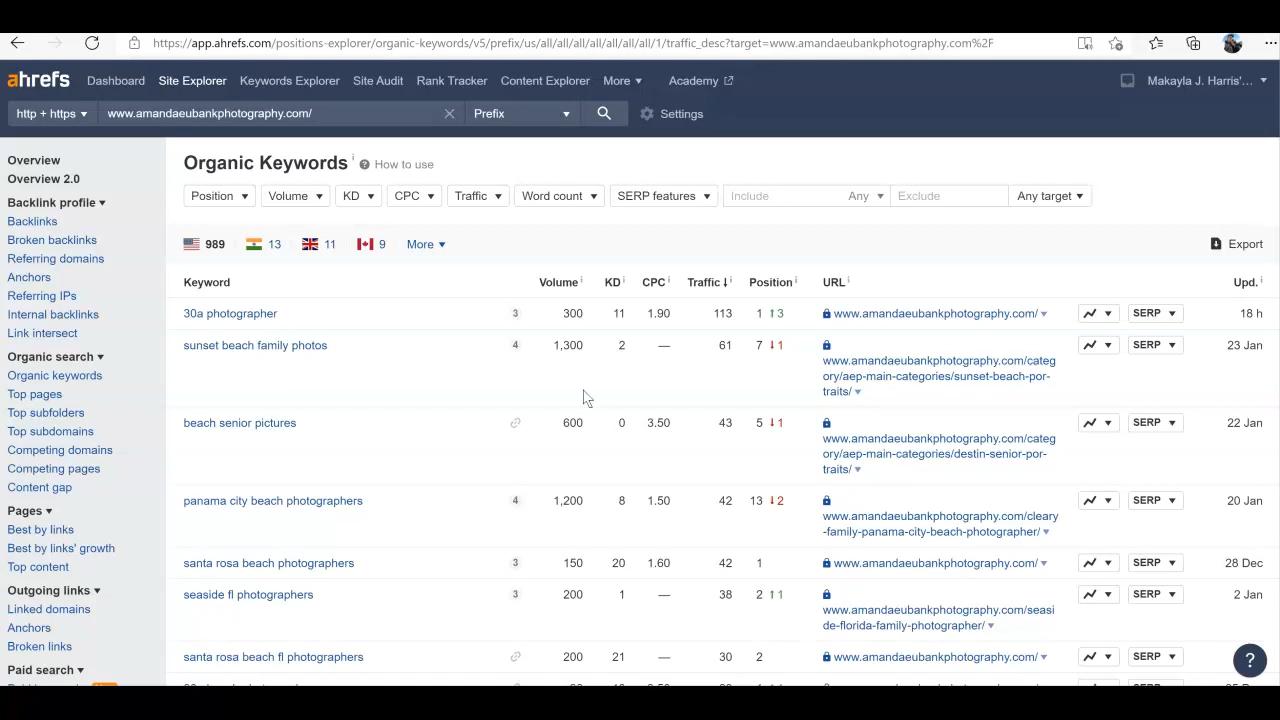 https://app.ahrefs.com/positions-explorer/organic-keywords/v5/prefix/us/all/all/all/all/all/all/all/1/traffic_desc?target=www.amandaeubankphotography.com%2F
ahrefs Dashboard Site Explorer Keywords Explorer Site Audit Rank Tracker Content Explorer More Academy Makayla J. Harris'...
http + https www.amandaeubankphotography.com/ Prefix Settings
Overview
Overview 2.0
Backlink profile
Backlinks
Broken backlinks
Referring domains
Anchors
Referring IPs
Internal backlinks
Link intersect
Organic search
Organic keywords
Top pages
Top subfolders
Top subdomains
Competing domains
Competing pages
Content gap
Pages
Best by links
Best by links' growth
Top content
Outgoing links
Linked domains
Anchors
Broken links
Paid search
Organic Keywords i ? How to use
Position Volume KD CPC Traffic Word count SERP features Include Any Exclude Any target
989 13 11 9 More Export
Keyword Volume i KD i CPC i Traffic ↓ i Position i URL i Upd. i
30a photographer 3 300 11 1.90 113 1 ↑3 www.amandaeubankphotography.com/ SERP 18 h
sunset beach family photos 4 1,300 2 — 61 7 ↓1 SERP 23 Jan
www.amandaeubankphotography.com/categ
ory/aep-main-categories/sunset-beach-por-
traits/
beach senior pictures 600 0 3.50 43 5 ↓1 SERP 22 Jan
www.amandaeubankphotography.com/categ
ory/aep-main-categories/destin-senior-por-
traits/
panama city beach photographers 4 1,200 8 1.50 42 13 ↓2 SERP 20 Jan
www.amandaeubankphotography.com/cleary
-family-panama-city-beach-photographer/
santa rosa beach photographers 3 150 20 1.60 42 1 www.amandaeubankphotography.com/ SERP 28 Dec
seaside fl photographers 3 200 1 — 38 2 ↑1 SERP 2 Jan
www.amandaeubankphotography.com/seasi
de-florida-family-photographer/
santa rosa beach fl photographers 200 21 — 30 2 www.amandaeubankphotography.com/ SERP
?